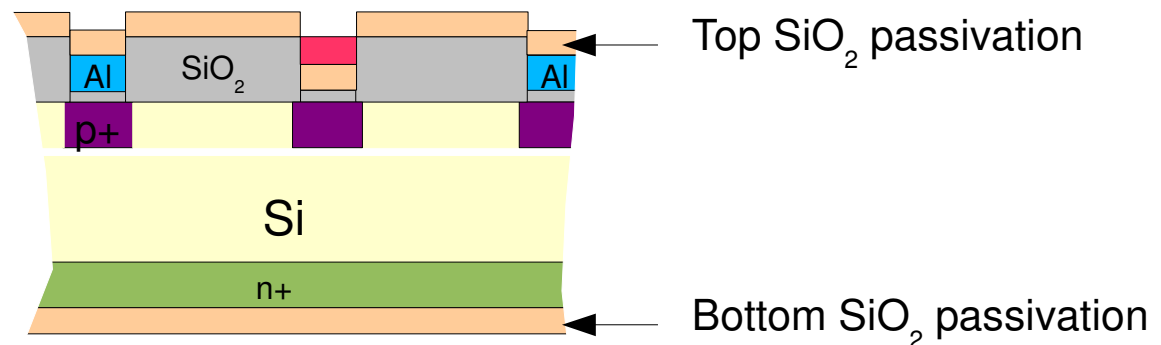 Top SiO₂ passivation
Al SiO₂ Al
p+
Si
n+
Bottom SiO₂ passivation